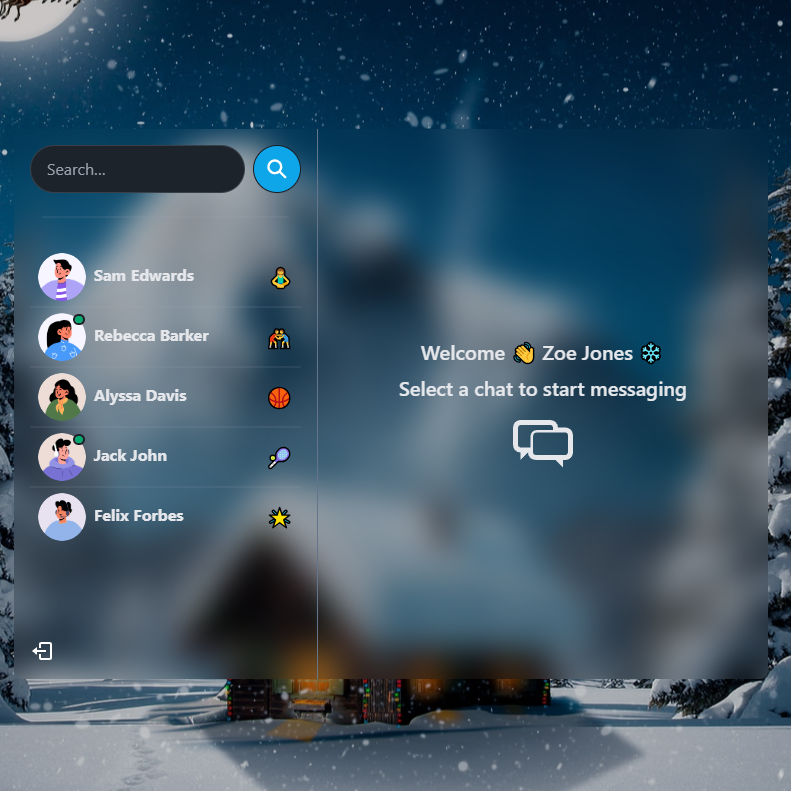 Search...
Sam Edwards
Rebecca Barker
Alyssa Davis
Jack John
Felix Forbes
Welcome 👋 Zoe Jones ❄️
Select a chat to start messaging